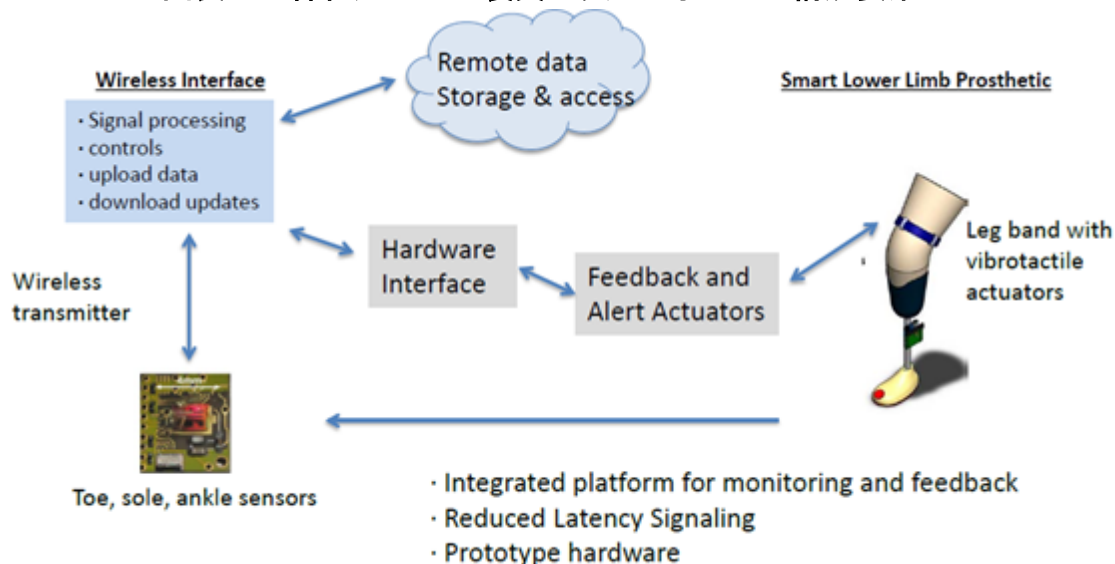 Wireless Interface
· Signal processing
· controls
· upload data
· download updates
Remote data
Storage & access
Smart Lower Limb Prosthetic
Wireless
transmitter
Hardware
Interface
Feedback and
Alert Actuators
Leg band with
vibrotactile
actuators
Toe, sole, ankle sensors
· Integrated platform for monitoring and feedback
· Reduced Latency Signaling
· Prototype hardware